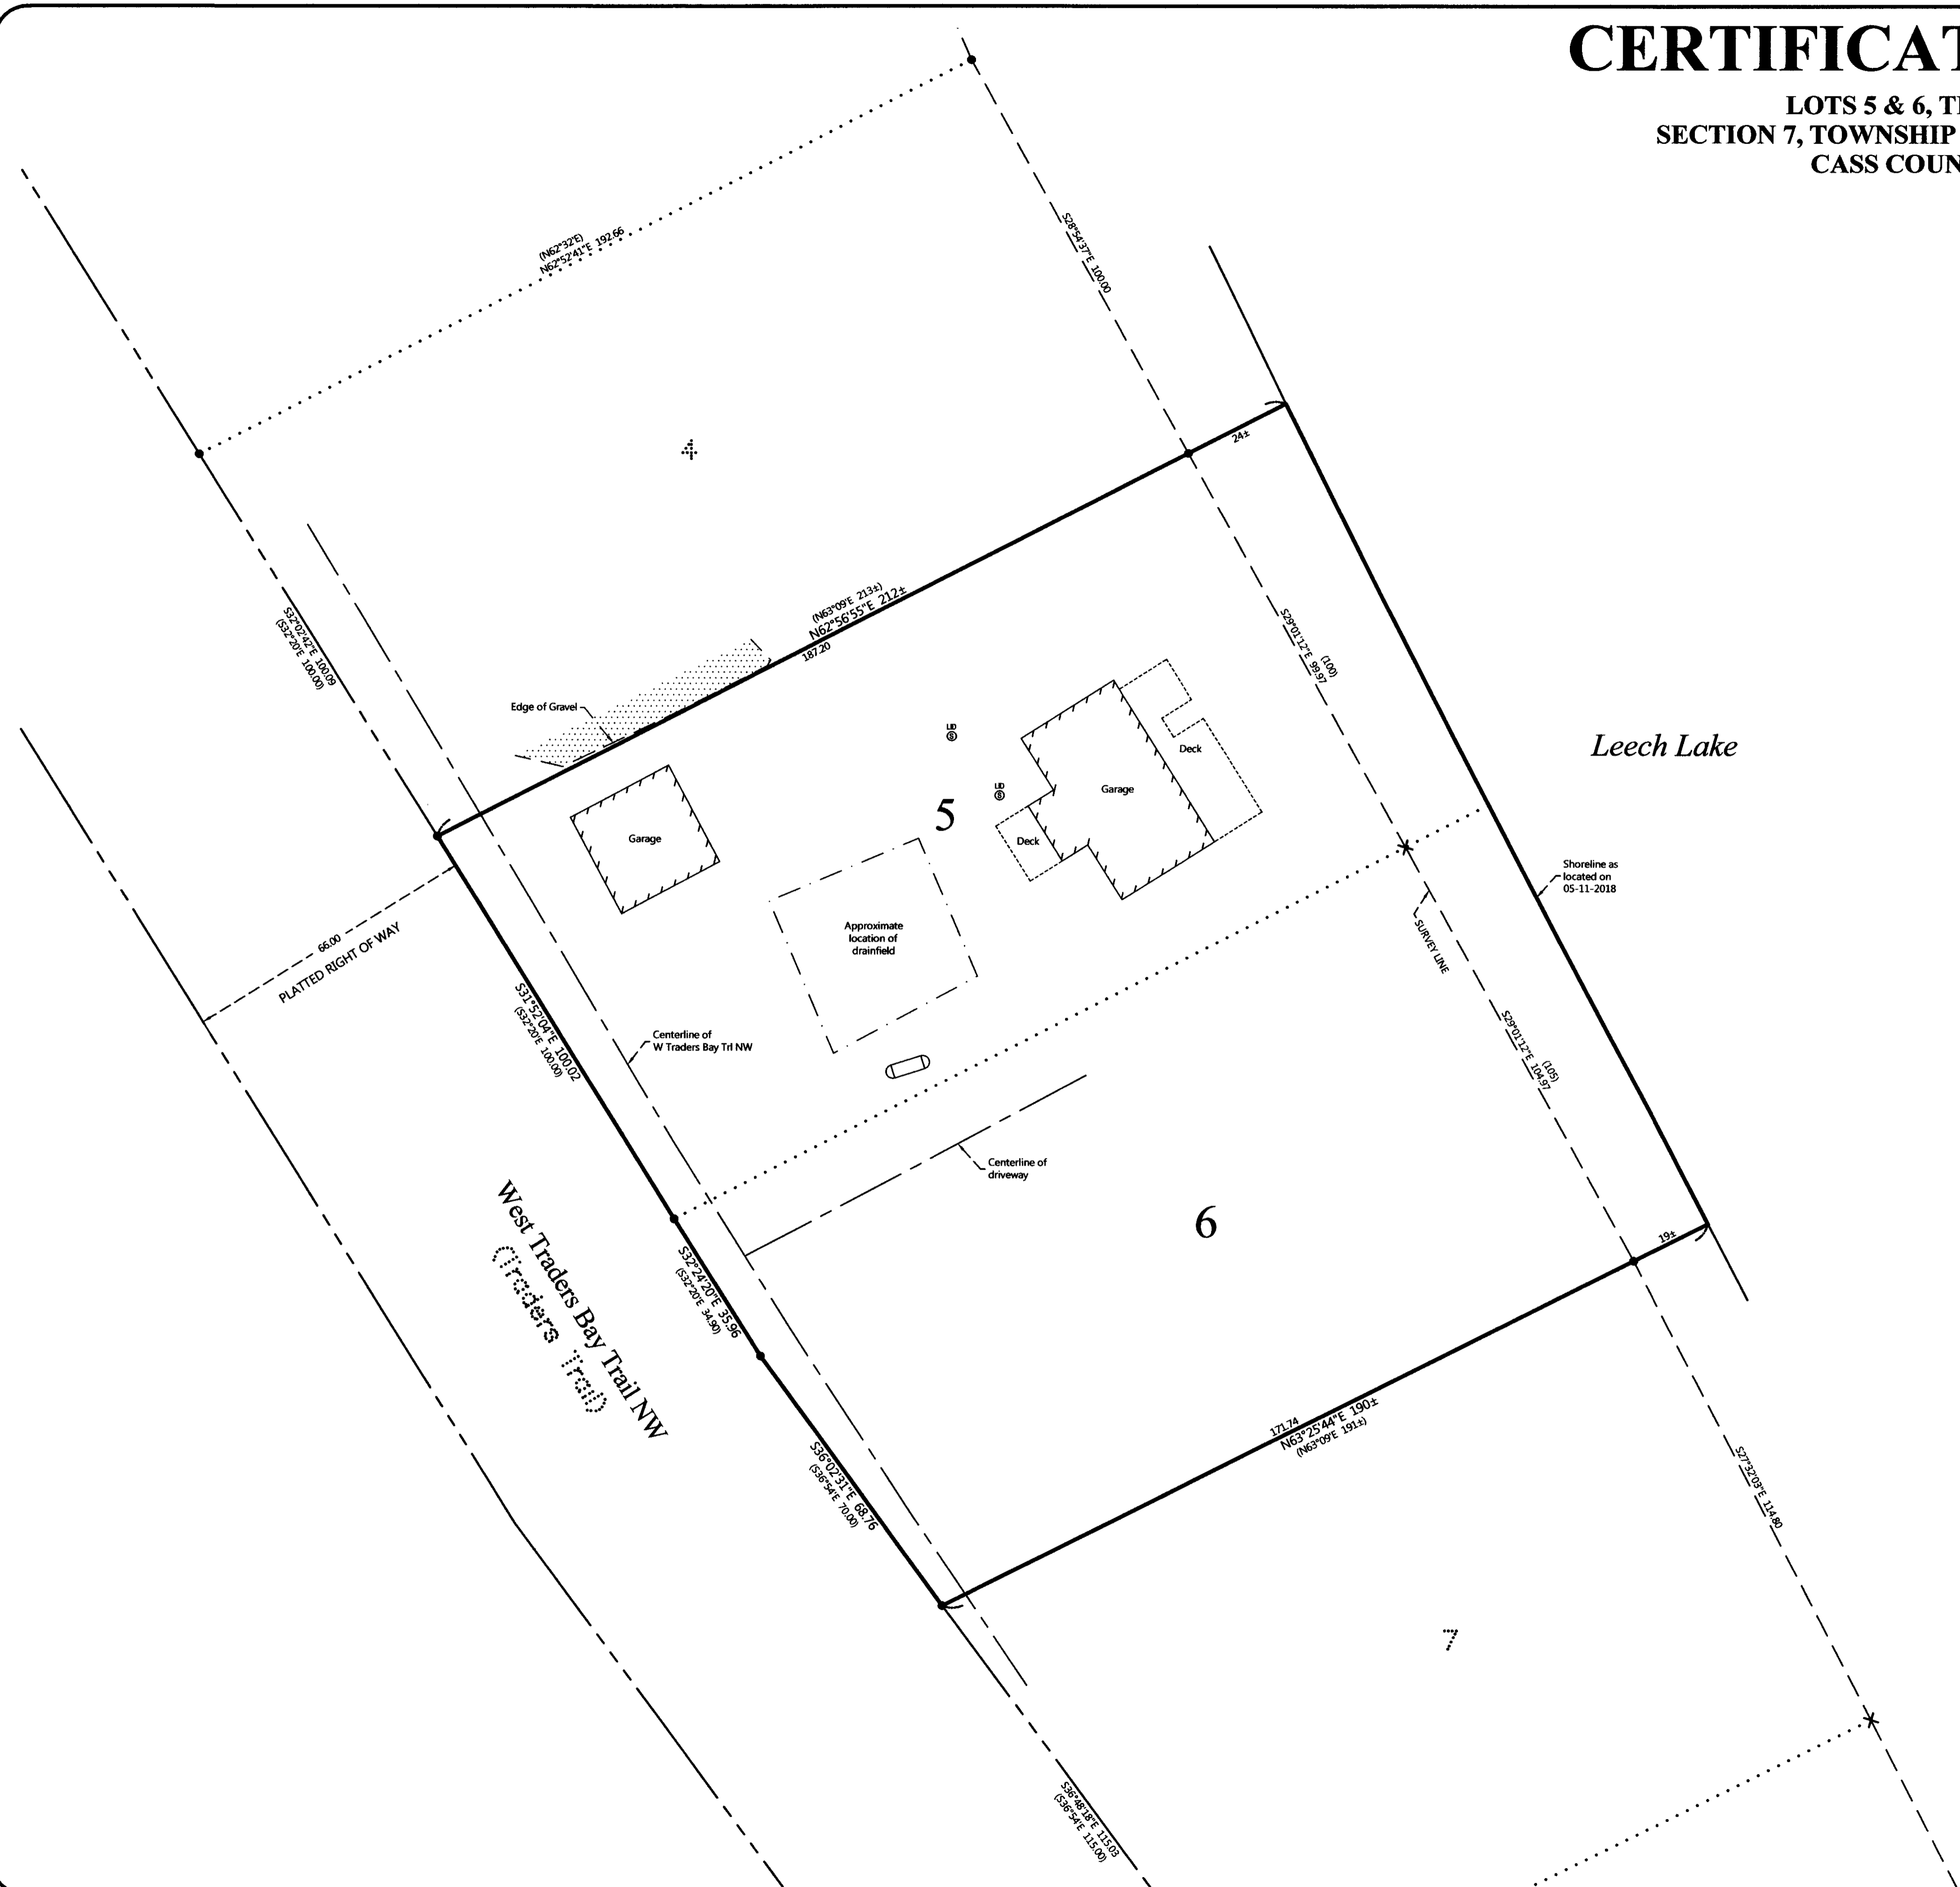 CERTIFICAT
LOTS 5 & 6, T
SECTION 7, TOWNSHIP
CASS COUN
(N62°32'E)
N62°52'41"E 192.66
S28°54'37"E 100.00
4
24±
(N63°09'E 213±)
N62°56'55"E 212±
187.20
S32°02'42"E 100.09
(S32°20'E 100.00)
(100)
S29°01'12"E 99.97
Edge of Gravel
LID
S
LID
S
Deck
Garage
5
Garage
Deck
Leech Lake
Shoreline as
located on
05-11-2018
66.00
PLATTED RIGHT OF WAY
Approximate
location of
drainfield
SURVEY LINE
S31°52'04"E 100.02
(S32°20'E 100.00)
Centerline of
W Traders Bay Trl NW
(105)
S29°01'12"E 104.97
Centerline of
driveway
6
West Traders Bay Trail NW
(Traders Trail)
S32°24'20"E 35.96
(S32°20'E 34.90)
19±
171.74
N63°25'44"E 190±
(N63°09'E 191±)
S36°02'31"E 68.76
(S36°54'E 70.00)
S27°32'03"E 114.80
7
S36°48'18"E 115.03
(S36°54'E 115.00)